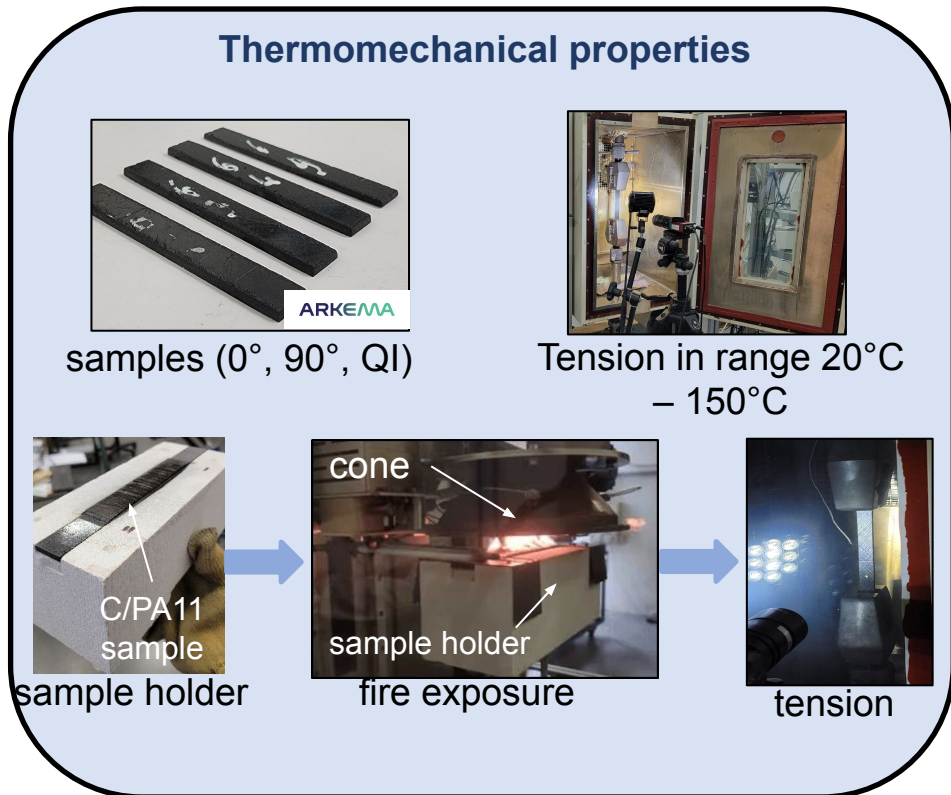 Thermomechanical properties
ARKEMA
samples (0°, 90°, QI)
Tension in range 20°C
– 150°C
C/PA11
sample
sample holder
cone
sample holder
fire exposure
tension